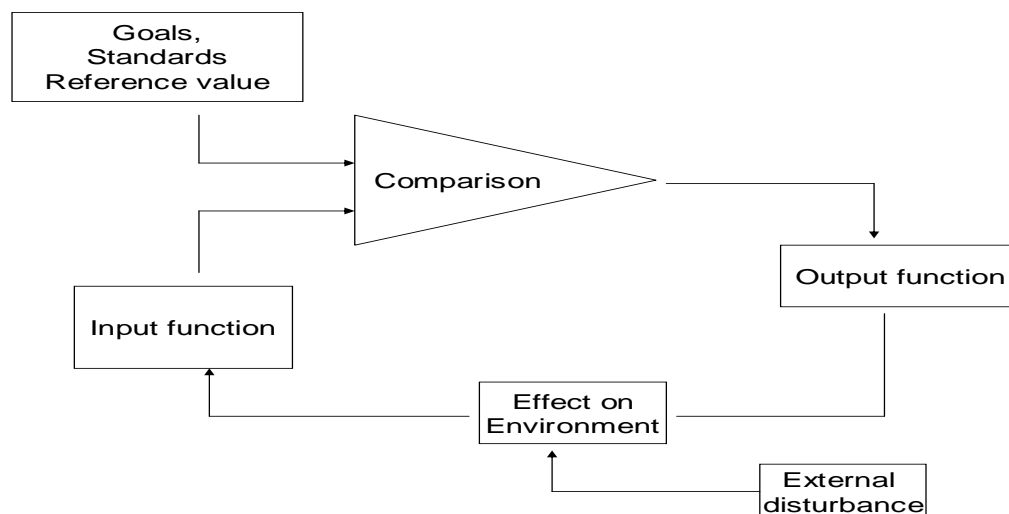 Goals,
Standards
Reference value
Comparison
Output function
Input function
Effect on
Environment
External
disturbance